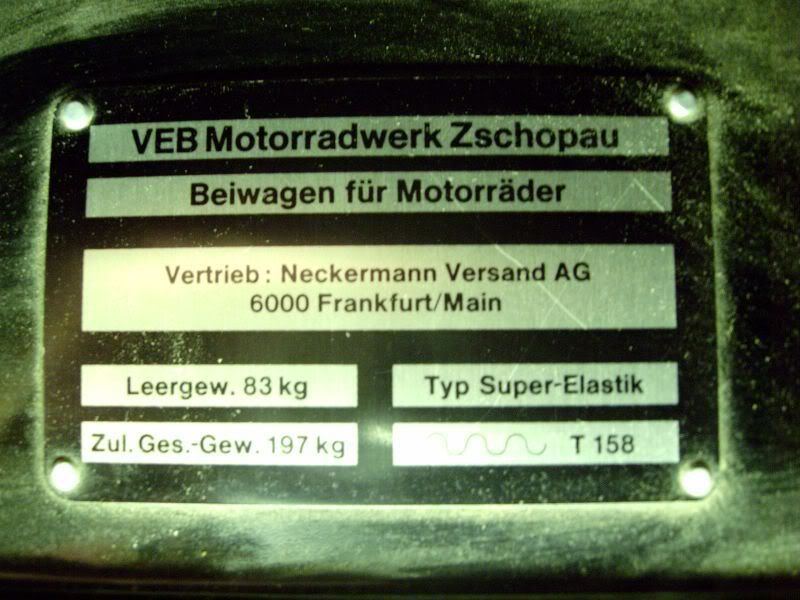 VEB Motorradwerk Zschopau
Beiwagen für Motorräder
Vertrieb: Neckermann Versand AG
6000 Frankfurt/Main
Leergew. 83 kg
Typ Super-Elastik
Zul. Ges.-Gew. 197 kg
T 158